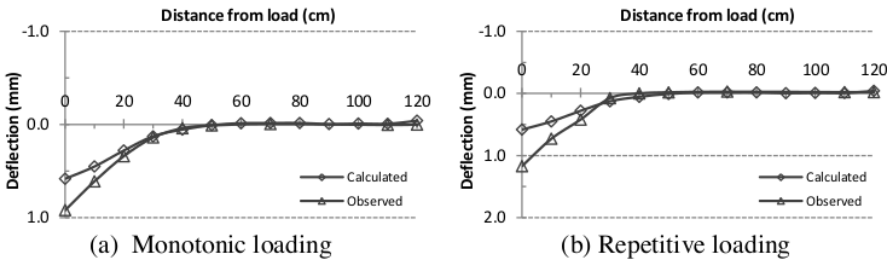 Distance from load (cm)
-1.0
0 20 40 60 80 100 120
0.0
1.0
Deflection (mm)
Calculated
Observed
(a) Monotonic loading
Distance from load (cm)
-1.0
0 20 40 60 80 100 120
0.0
1.0
2.0
Deflection (mm)
Calculated
Observed
(b) Repetitive loading